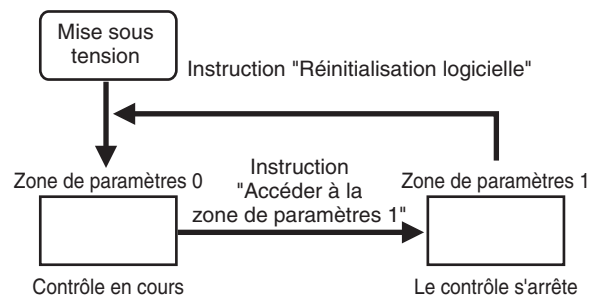 Mise sous
tension
Instruction "Réinitialisation logicielle"
Zone de paramètres 0
Instruction
"Accéder à la
zone de paramètres 1"
Zone de paramètres 1
Contrôle en cours
Le contrôle s'arrête